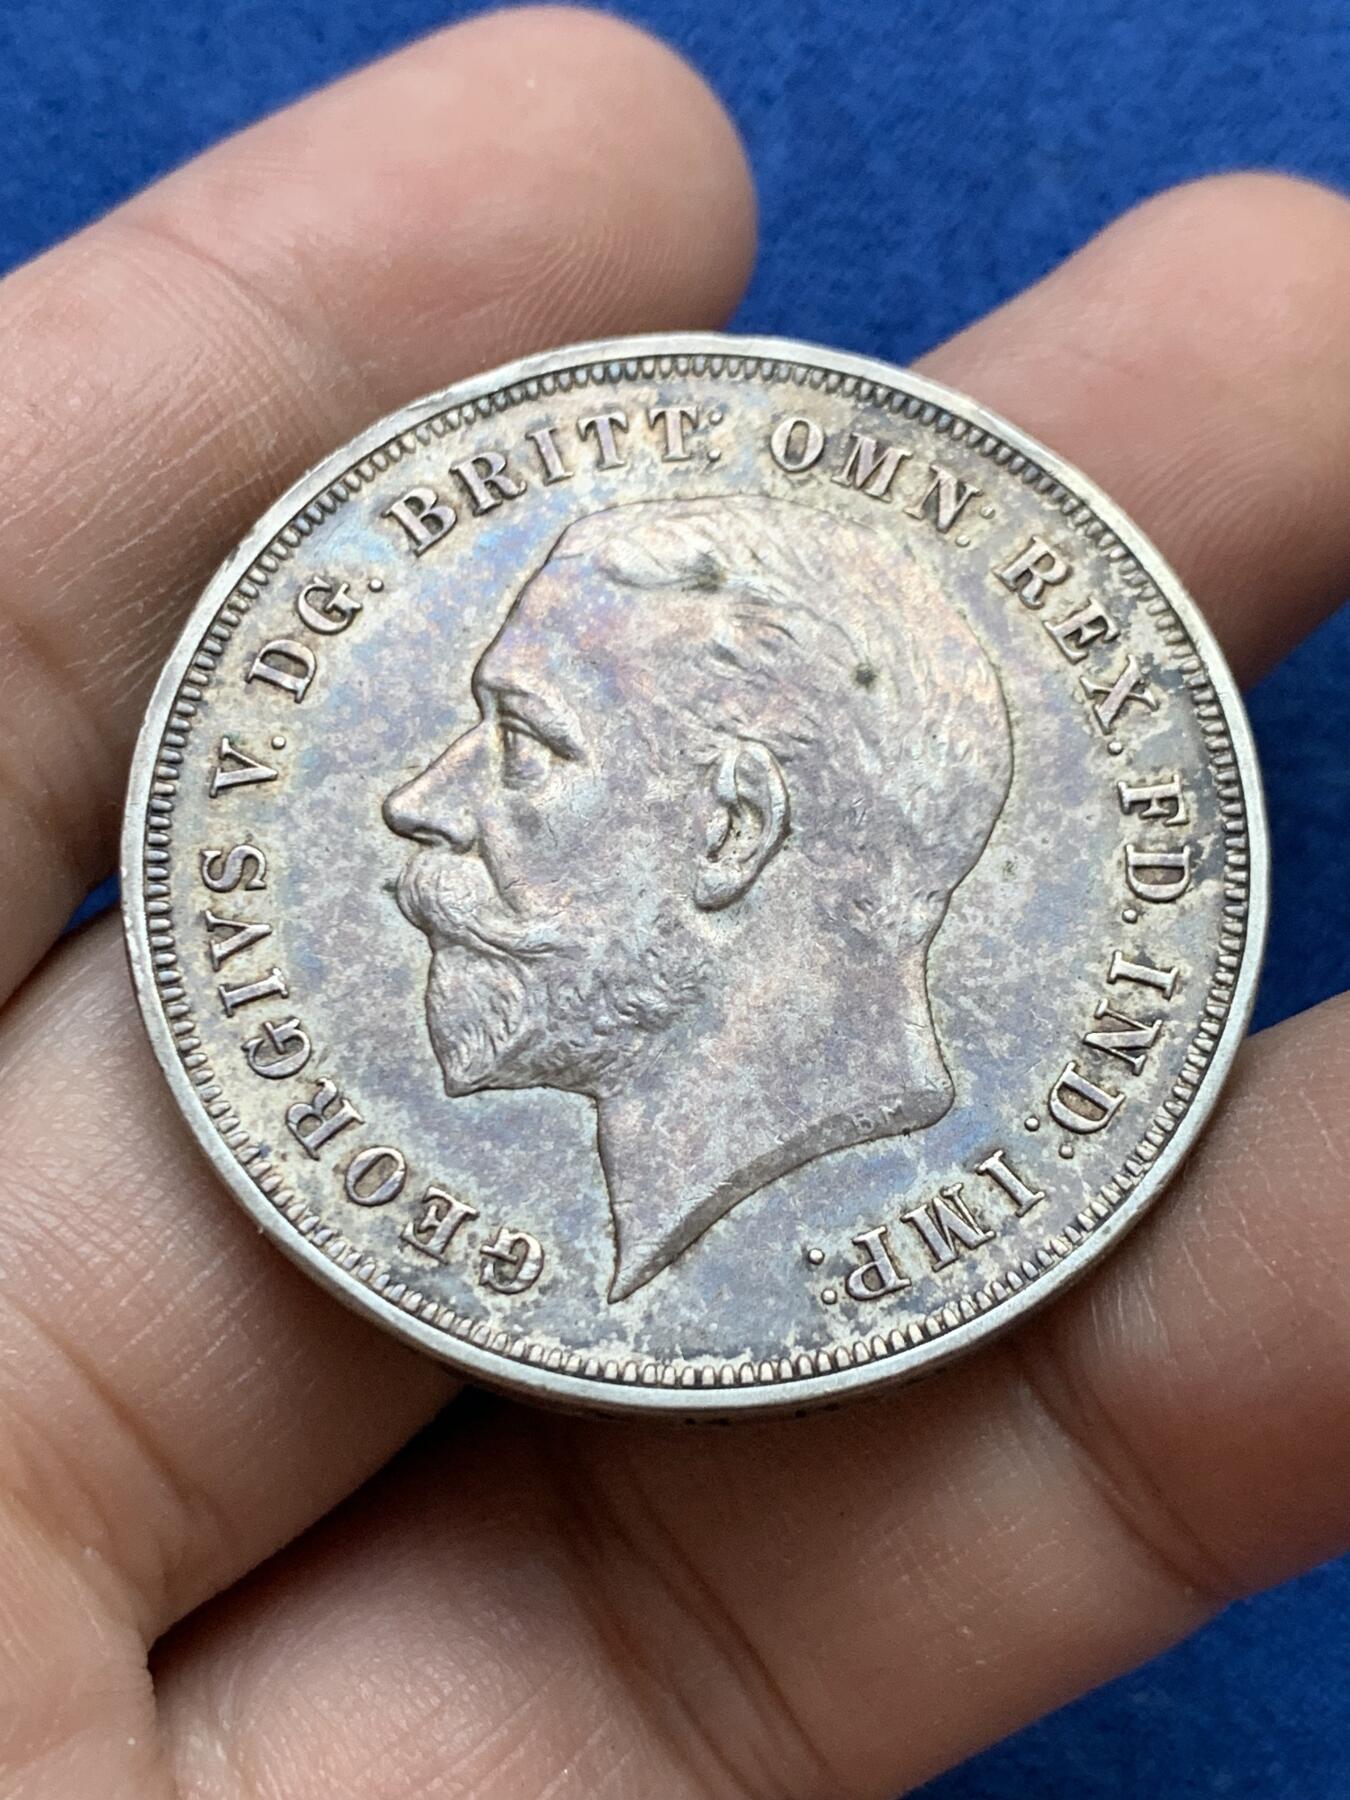 GEORGIVS V. DG. BRITT: OMN: REX. FD. IND: IMP:
BM